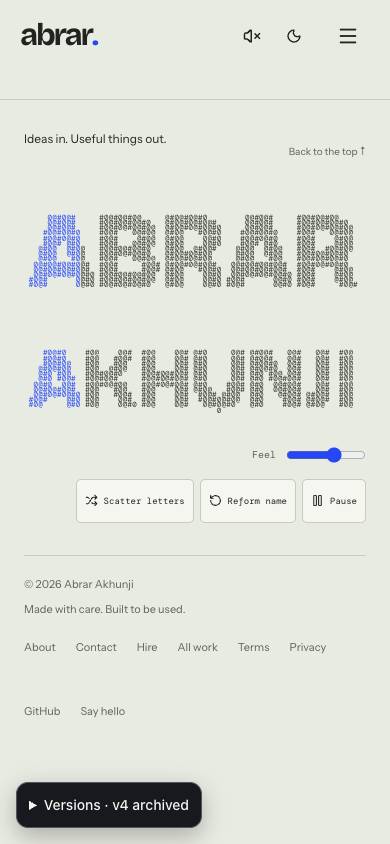 abrar.
Ideas in. Useful things out.
Back to the top ↑
ABRAR
AKHUNJI
Feel
Scatter letters
Reform name
Pause
© 2026 Abrar Akhunji
Made with care. Built to be used.
About Contact Hire All work Terms Privacy
GitHub Say hello
Versions · v4 archived